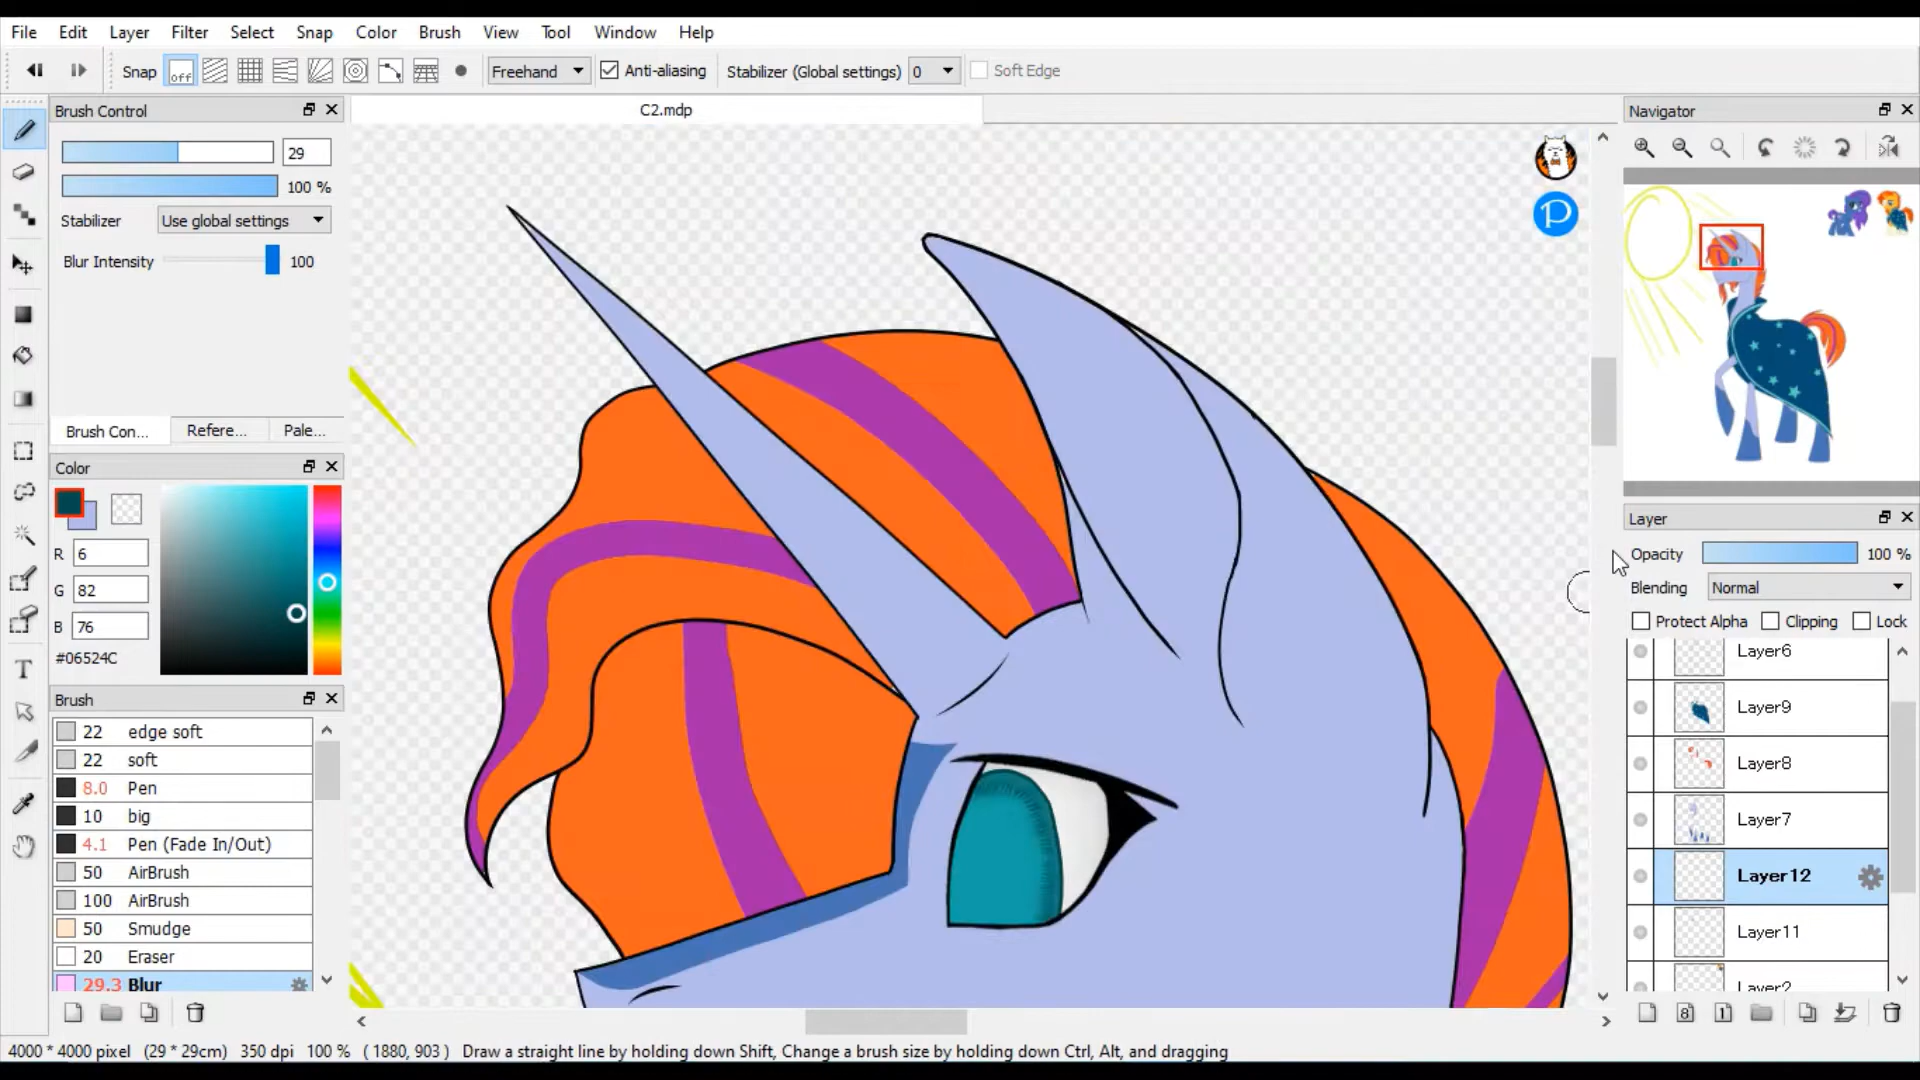 File Edit Layer Filter Select Snap Color Brush View Tool Window Help
Snap off Freehand Anti-aliasing Stabilizer (Global settings) 0 Soft Edge
Brush Control
C2.mdp
29
100 %
Stabilizer Use global settings
Blur Intensity 100
Brush Con... Refere... Pale...
Color
R 6
G 82
B 76
#06524C
Brush
22 edge soft
22 soft
8.0 Pen
10 big
4.1 Pen (Fade In/Out)
50 AirBrush
100 AirBrush
50 Smudge
20 Eraser
29.3 Blur
P
Navigator
Layer
Opacity 100 %
Blending Normal
Protect Alpha Clipping Lock
Layer6
Layer9
Layer8
Layer7
Layer12
Layer11
Layer2
8 1
T
4000 * 4000 pixel (29 * 29cm) 350 dpi 100 % ( 1880, 903 ) Draw a straight line by holding down Shift, Change a brush size by holding down Ctrl, Alt, and dragging